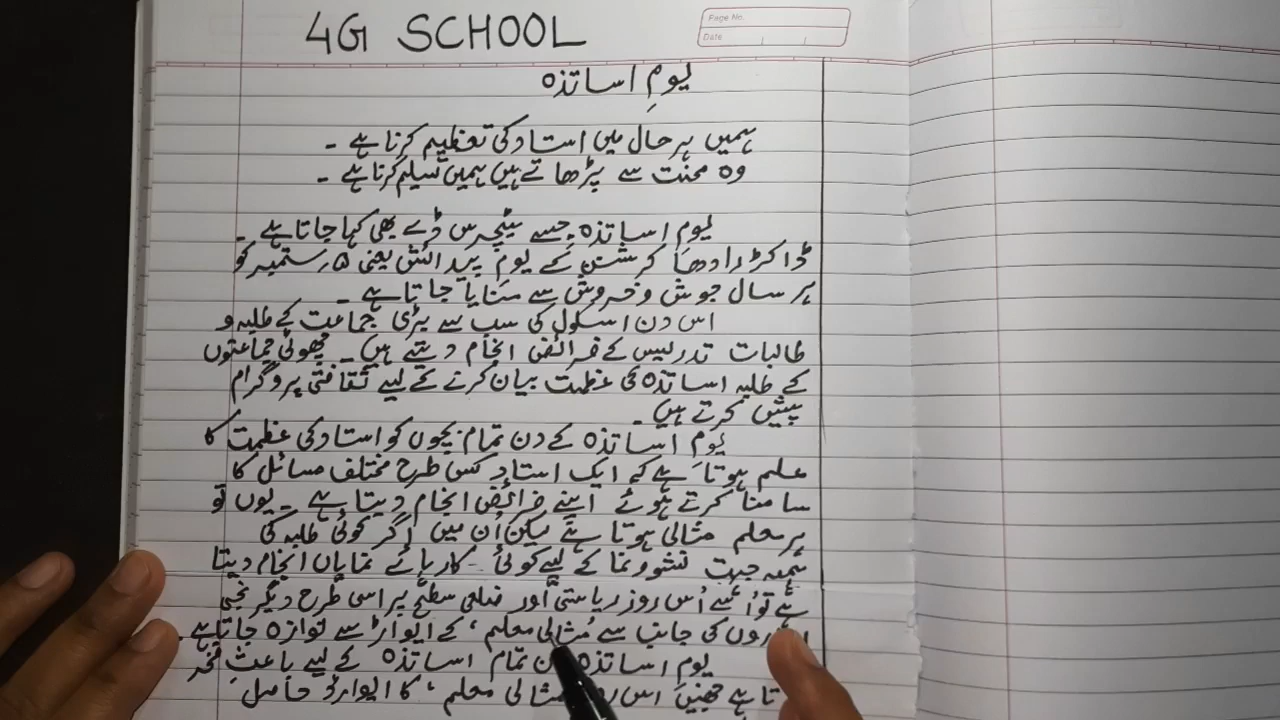 4G SCHOOL
Page No.
Date
یومِ اساتذہ
ہمیں ہر حال میں استاد کی تعظیم کرنا ہے ۔
وہ محنت سے پڑھاتے ہیں ہمیں تسلیم کرنا ہے ۔
یومِ اساتذہ جسے ٹیچرس ڈے بھی کہا جاتا ہے ۔
ڈاکٹر رادھا کرشنن کے یومِ پیدائش یعنی ۵؍ ستمبر کو
ہر سال جوش و خروش سے منایا جاتا ہے ۔
اس دن اسکول کی سب سے بڑی جماعت کے طلبہ و
طالبات تدریس کے فرائض انجام دیتے ہیں ۔ چھوٹی جماعتوں
کے طلبہ اساتذہ کی عظمت بیان کرنے کے لیے ثقافتی پروگرام
پیش کرتے ہیں ۔
یومِ اساتذہ کے دن تمام بچوں کو استاد کی عظمت کا
علم ہوتا ہے کہ ایک استاد کس طرح مختلف مسائل کا
سامنا کرتے ہوئے اپنے فرائض انجام دیتا ہے ۔ یوں تو
ہر معلم مثالی ہوتا ہے لیکن اُن میں اگر کوئی طلبہ کی
ہمہ جہت نشوونما کے لیے کوئی کارہائے نمایاں انجام دیتا
ہے تو اُسے اُس روز ریاستی اور ضلعی سطح پر اسی طرح دیگر نجی
کی جانب سے ’مثالی معلم‘ کے ایوارڈ سے نوازہ جاتا ہے ۔
یومِ اساتذہ تمام اساتذہ کے لیے باعثِ فخر
ہے جنہیں اس مثالی معلم‘ کا ایوارڈ حاصل